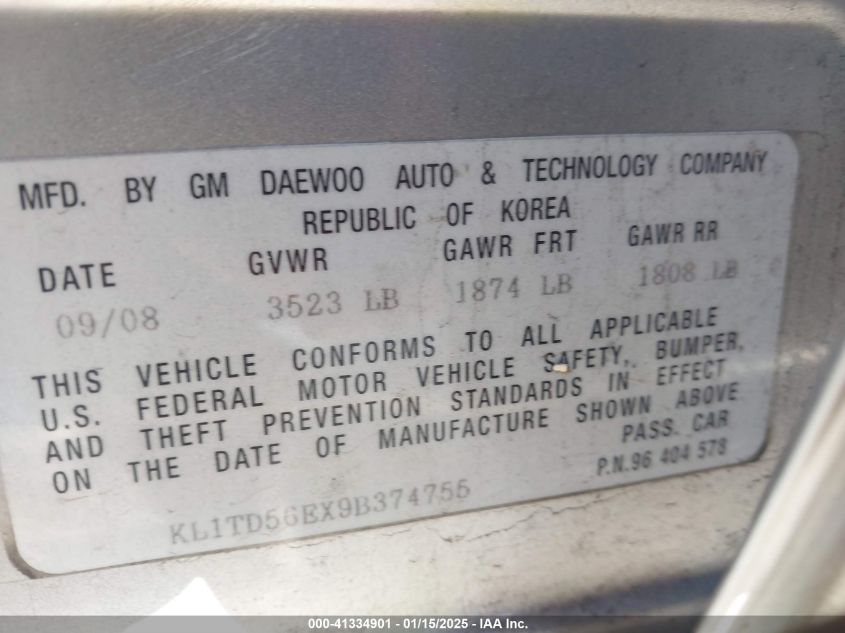 MFD. BY GM DAEWOO AUTO & TECHNOLOGY COMPANY
REPUBLIC OF KOREA
DATE GVWR GAWR FRT GAWR RR
09/08 3523 LB 1874 LB 1808 LB
THIS VEHICLE CONFORMS TO ALL APPLICABLE
U.S. FEDERAL MOTOR VEHICLE SAFETY, BUMPER,
AND THEFT PREVENTION STANDARDS IN EFFECT
ON THE DATE OF MANUFACTURE SHOWN ABOVE
PASS. CAR
P.N.96 404 578
KL1TD56EX9B374755
000-41334901 - 01/15/2025 - IAA Inc.